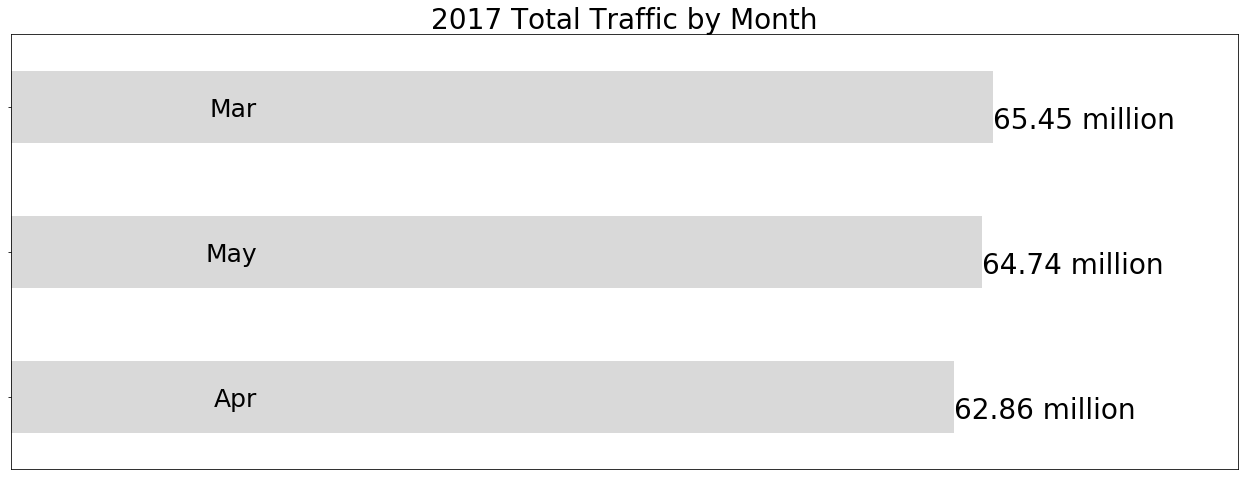 2017 Total Traffic by Month
Mar
65.45 million
May
64.74 million
Apr
62.86 million